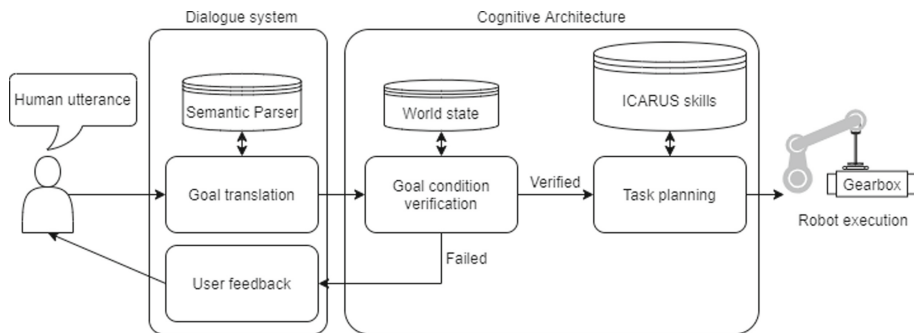 Dialogue system
Cognitive Architecture
Human utterance
Semantic Parser
World state
ICARUS skills
Goal translation
Goal condition
verification
Verified
Task planning
Gearbox
Robot execution
Failed
User feedback